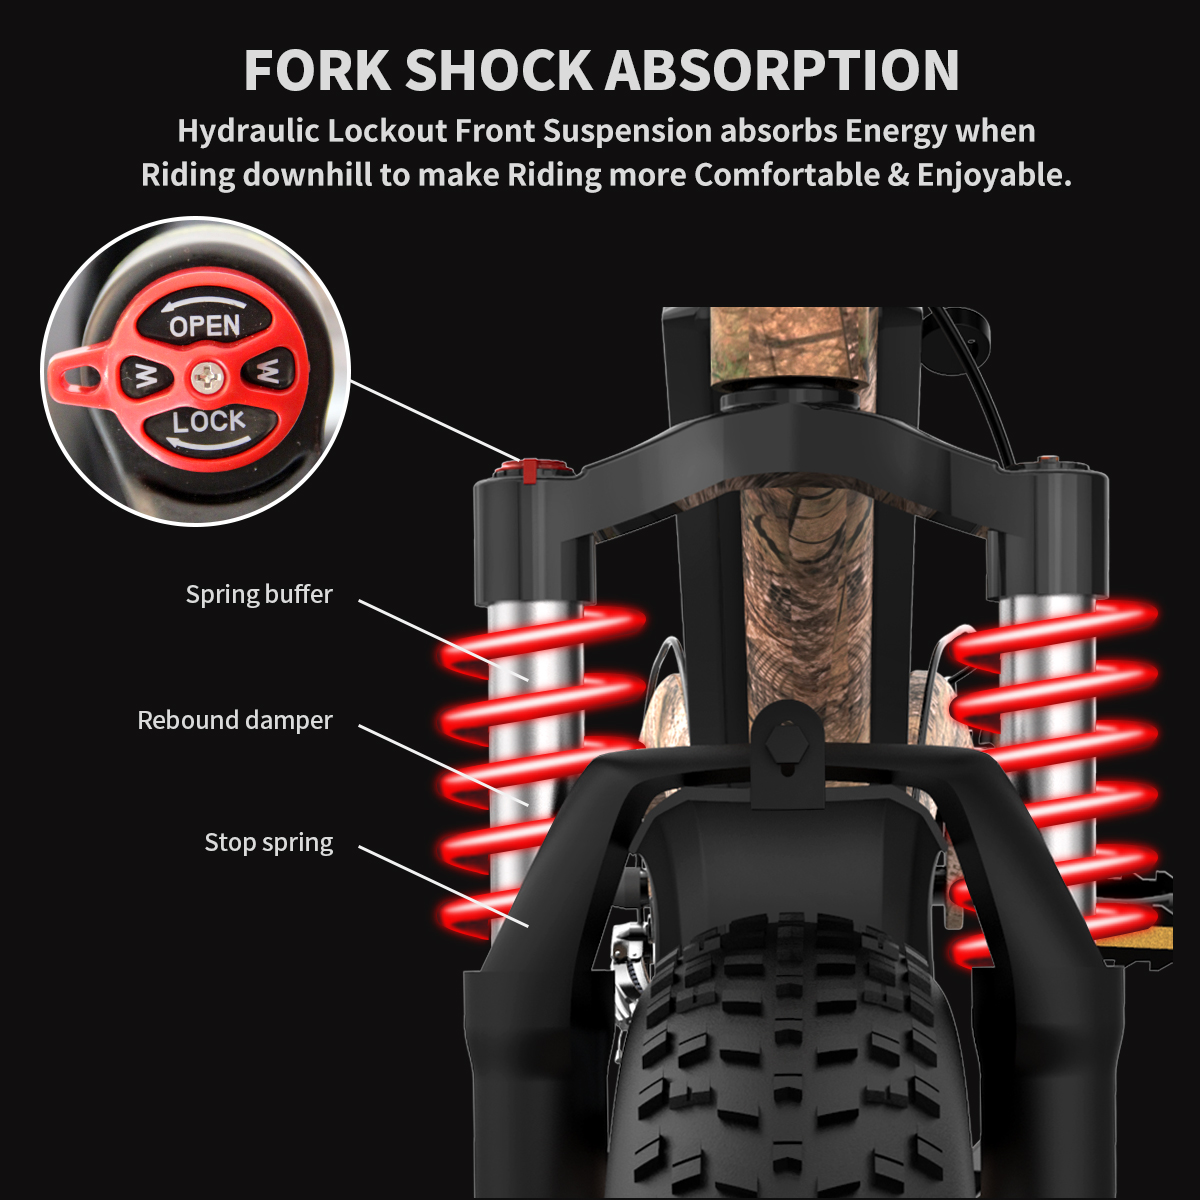 FORK SHOCK ABSORPTION
Hydraulic Lockout Front Suspension absorbs Energy when
Riding downhill to make Riding more Comfortable & Enjoyable.
OPEN
W W
LOCK
Spring buffer
Rebound damper
Stop spring